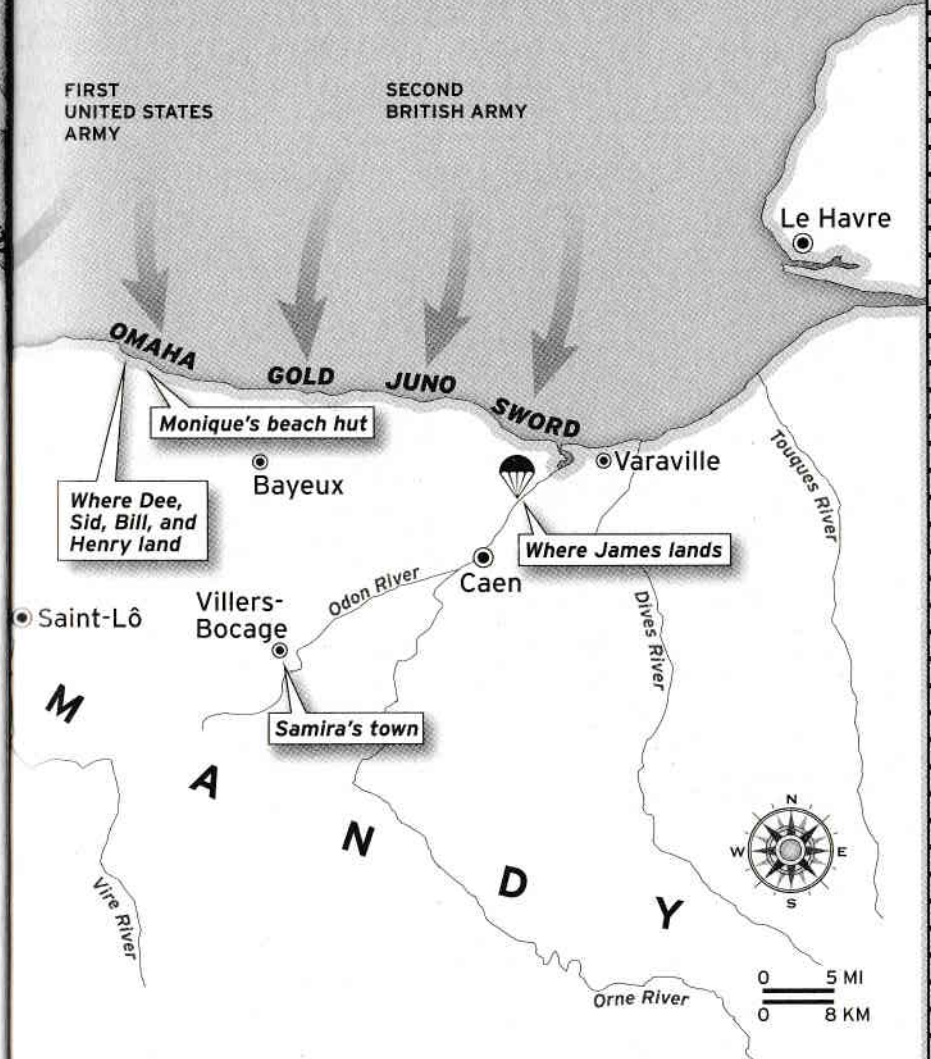 FIRST
UNITED STATES
ARMY
SECOND
BRITISH ARMY
Le Havre
OMAHA
GOLD
JUNO
SWORD
Monique's beach hut
Bayeux
Varaville
Touques River
Where Dee,
Sid, Bill, and
Henry land
Where James lands
Caen
Odon River
Villers-
Bocage
Saint-Lô
Dives River
Samira's town
M
A
N
D
Y
N
W
E
S
Vire River
Orne River
0 5 MI
0 8 KM